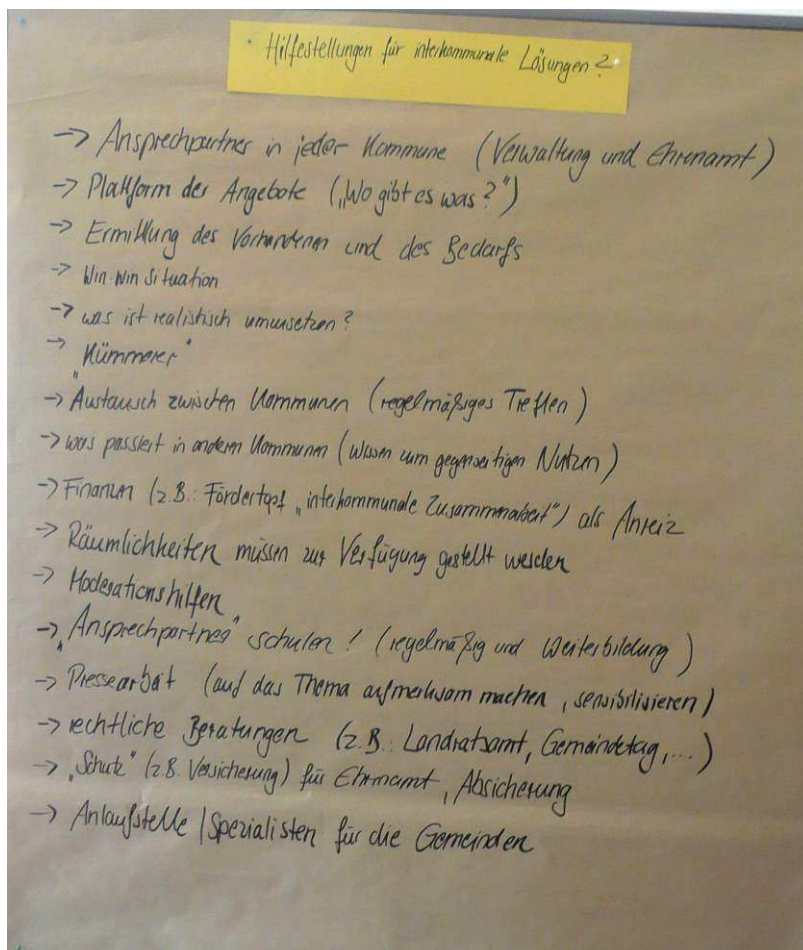 Hilfestellungen für interkommunale Lösungen?
-> Ansprechpartner in jeder Kommune (Verwaltung und Ehrenamt)
-> Plattform der Angebote („Wo gibt es was?")
-> Ermittlung des Vorhandenen und des Bedarfs
-> Win-Win Situation
-> was ist realistisch umzusetzen?
-> "Kümmerer"
-> Austausch zwischen Kommunen (regelmäßiges Treffen)
-> was passiert in anderen Kommunen (Wissen um gegenseitigen Nutzen)
-> Finanzen (z.B.: Fördertopf „interkommunale Zusammenarbeit") als Anreiz
-> Räumlichkeiten müssen zur Verfügung gestellt werden
-> Moderationshilfen
-> „Ansprechpartner" schulen! (regelmäßig und Weiterbildung)
-> Pressearbeit (auf das Thema aufmerksam machen, sensibilisieren)
-> rechtliche Beratungen (z.B.: Landratsamt, Gemeindetag,...)
-> „Schutz" (z.B. Versicherung) für Ehrenamt, Absicherung
-> Anlaufstelle | Spezialisten für die Gemeinden